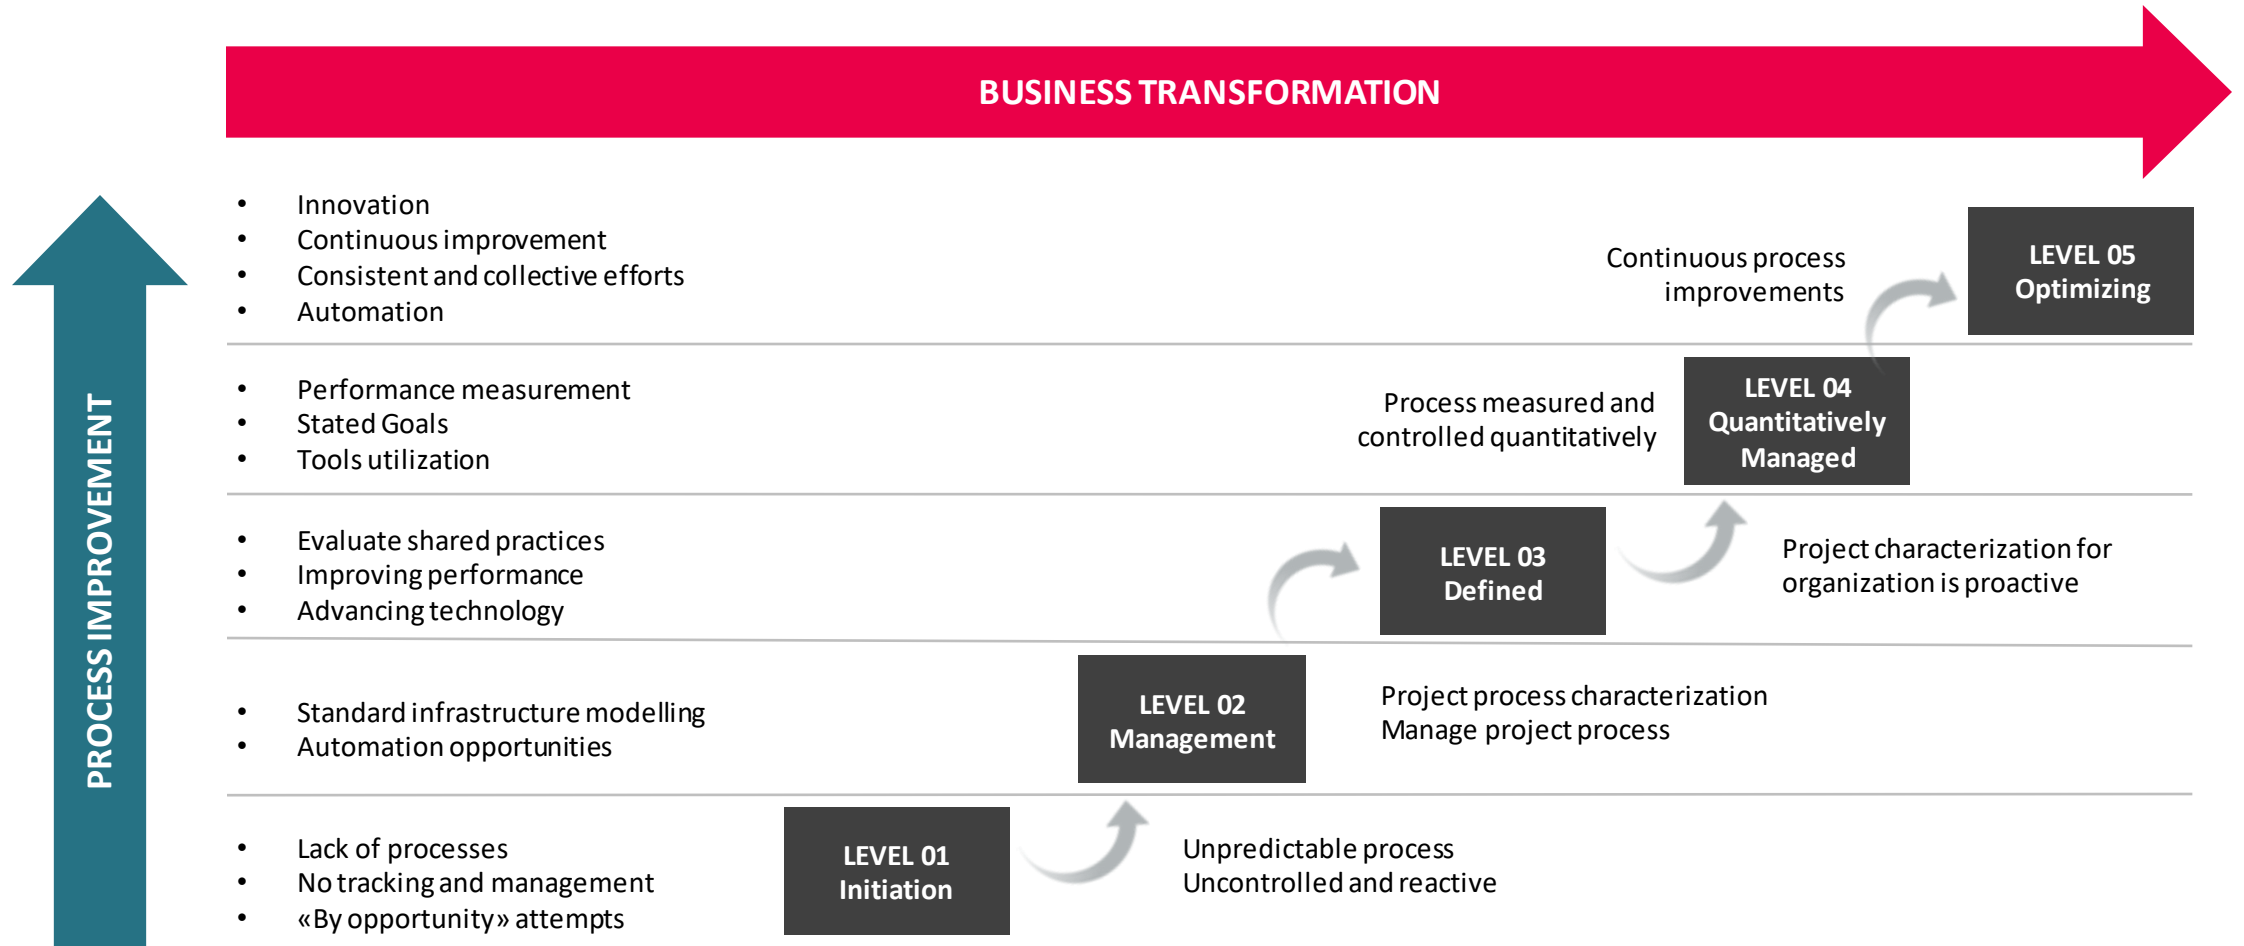 BUSINESS TRANSFORMATION
PROCESS IMPROVEMENT
• Innovation
• Continuous improvement
• Consistent and collective efforts
• Automation
Continuous process
improvements
LEVEL 05
Optimizing
• Performance measurement
• Stated Goals
• Tools utilization
Process measured and
controlled quantitatively
LEVEL 04
Quantitatively
Managed
• Evaluate shared practices
• Improving performance
• Advancing technology
LEVEL 03
Defined
Project characterization for
organization is proactive
• Standard infrastructure modelling
• Automation opportunities
LEVEL 02
Management
Project process characterization
Manage project process
• Lack of processes
• No tracking and management
• «By opportunity» attempts
LEVEL 01
Initiation
Unpredictable process
Uncontrolled and reactive